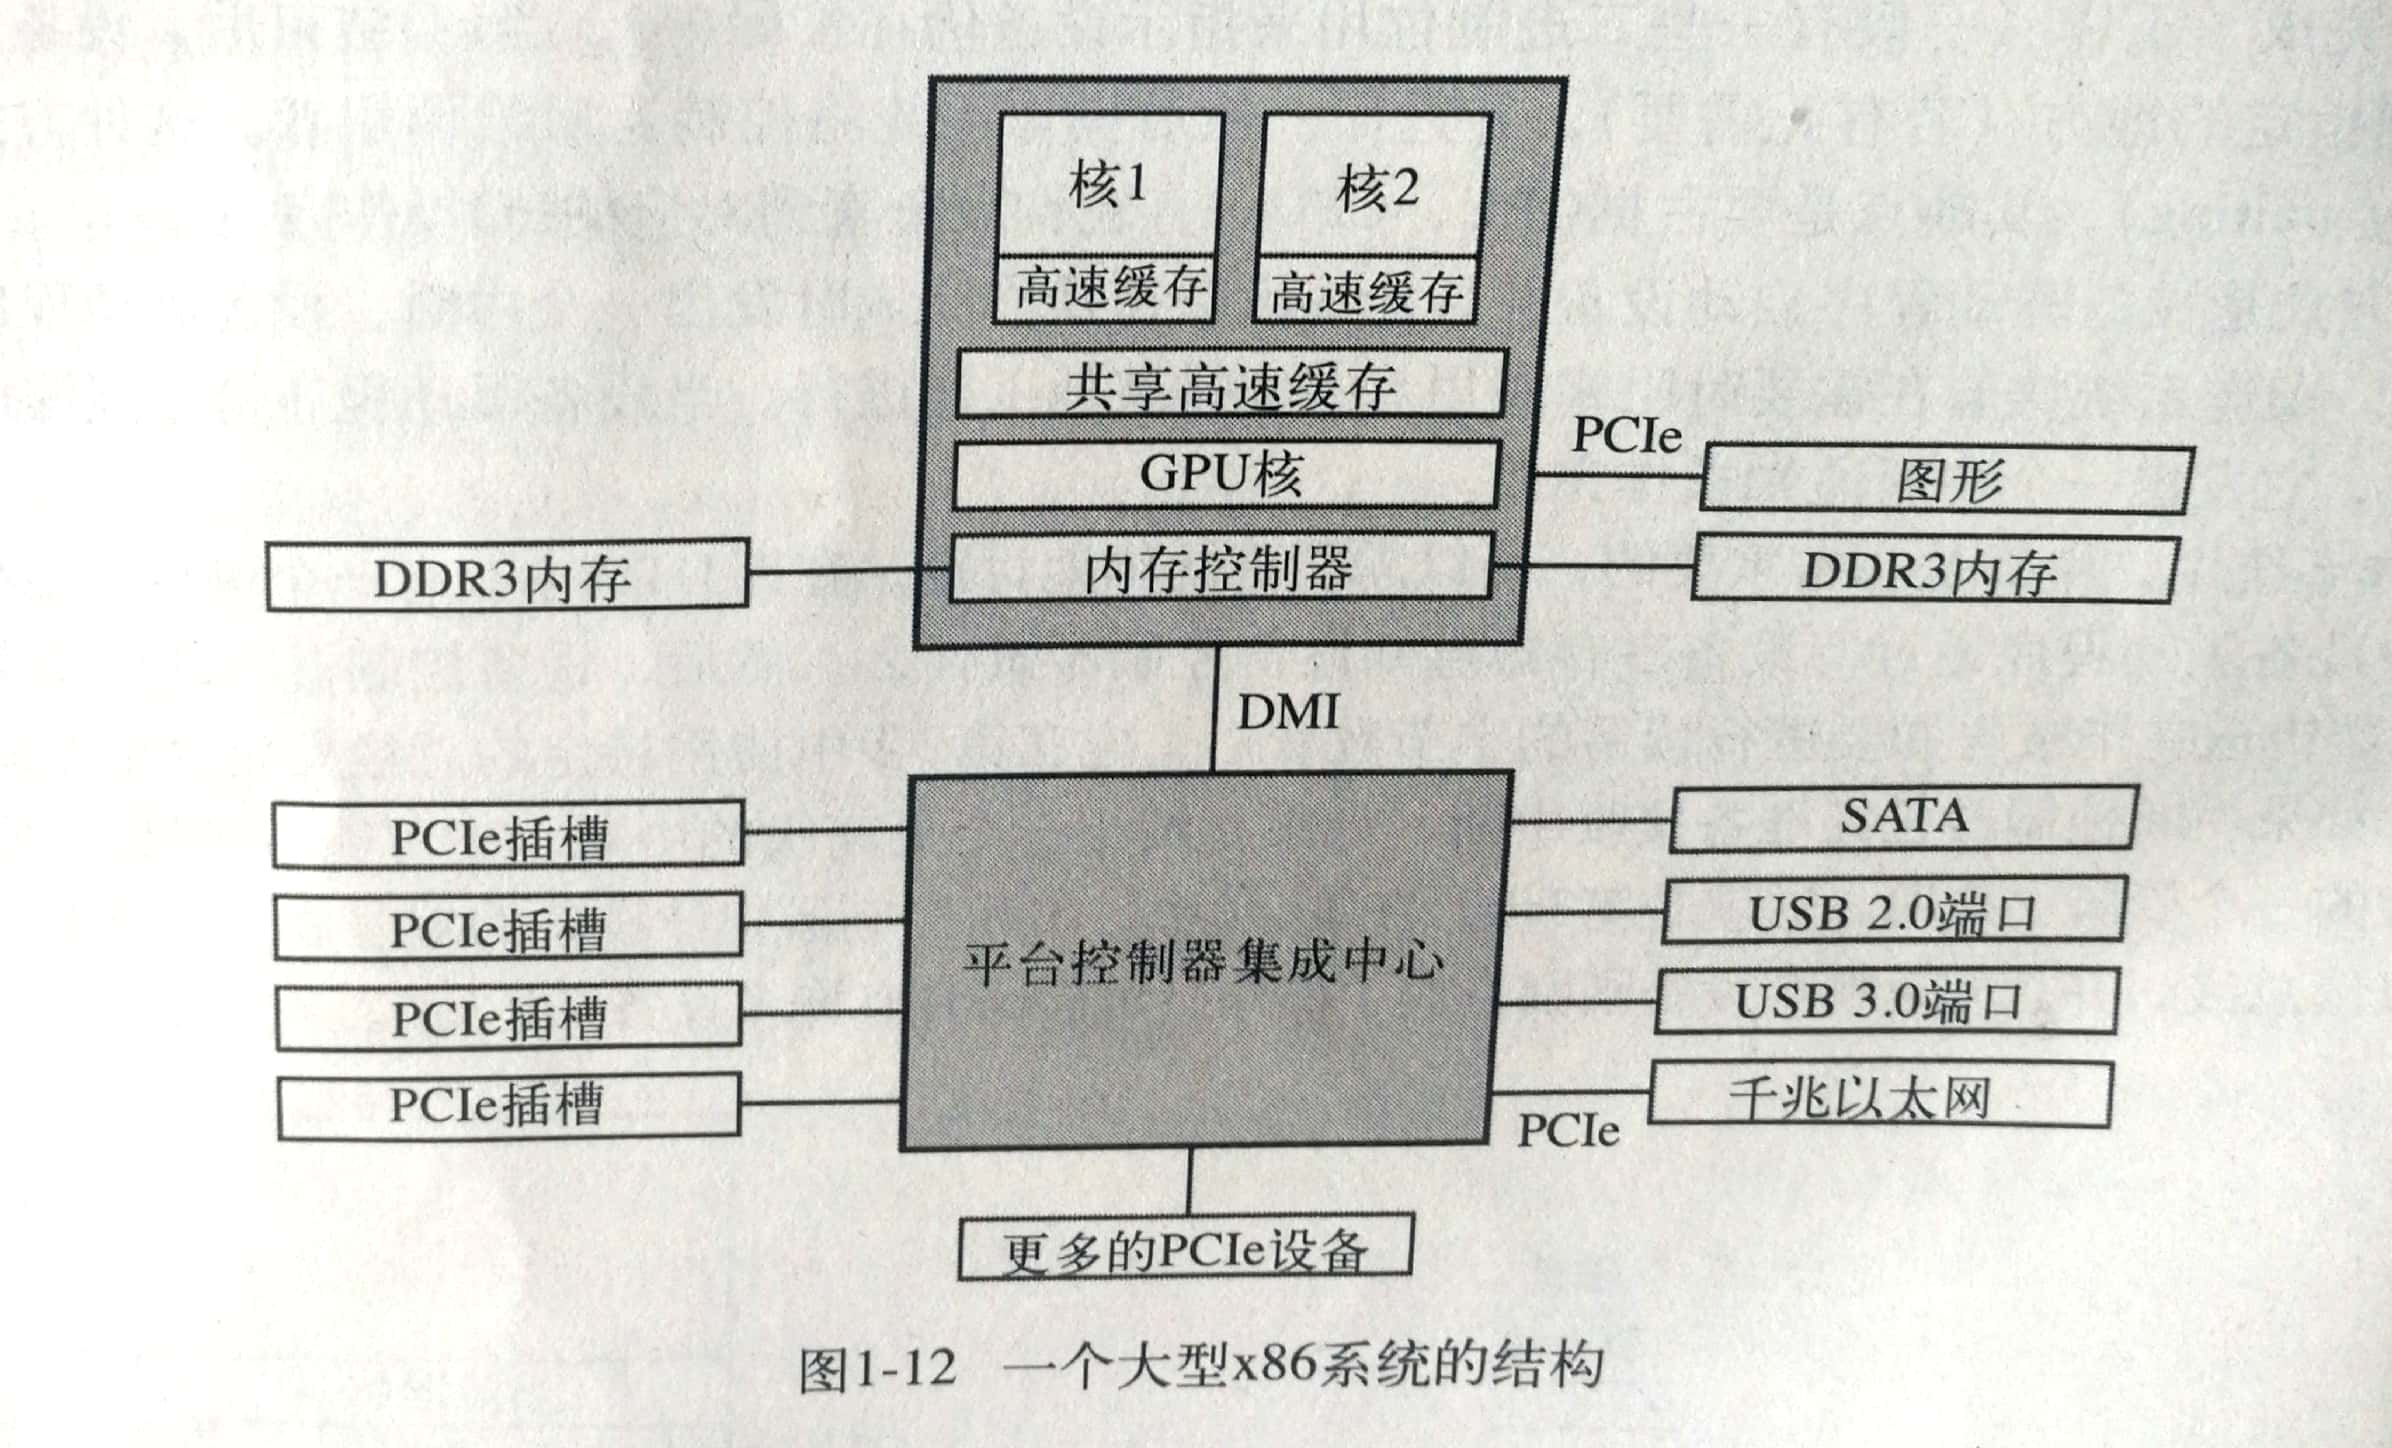 核1
核2
高速缓存
高速缓存
共享高速缓存
GPU核
PCIe
图形
DDR3内存
内存控制器
DDR3内存
DMI
PCIe插槽
PCIe插槽
PCIe插槽
PCIe插槽
平台控制器集成中心
SATA
USB 2.0端口
USB 3.0端口
千兆以太网
PCIe
更多的PCIe设备
图1-12 一个大型x86系统的结构